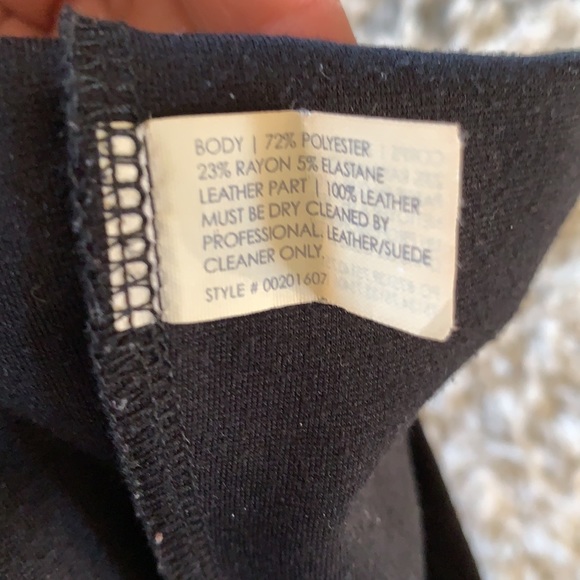 BODY | 72% POLYESTER
23% RAYON 5% ELASTANE
LEATHER PART | 100% LEATHER
MUST BE DRY CLEANED BY
PROFESSIONAL, LEATHER/SUEDE
CLEANER ONLY.
STYLE # 00201607